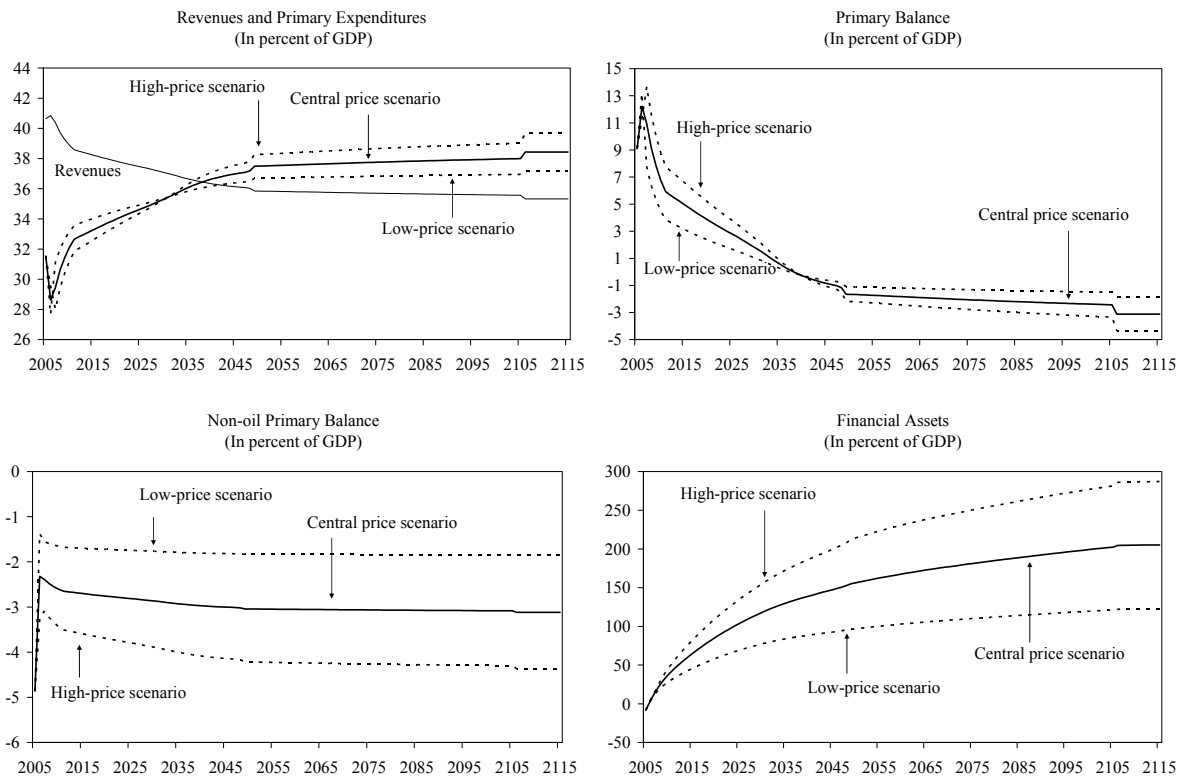 Revenues and Primary Expenditures
(In percent of GDP)
44
42
40
38
36
34
32
30
28
26
High-price scenario
Central price scenario
Revenues
Low-price scenario
2005 2015 2025 2035 2045 2055 2065 2075 2085 2095 2105 2115
Primary Balance
(In percent of GDP)
15
13
11
9
7
5
3
1
-1
-3
-5
High-price scenario
Central price scenario
Low-price scenario
2005 2015 2025 2035 2045 2055 2065 2075 2085 2095 2105 2115
Non-oil Primary Balance
(In percent of GDP)
0
-1
-2
-3
-4
-5
-6
Low-price scenario
Central price scenario
High-price scenario
2005 2015 2025 2035 2045 2055 2065 2075 2085 2095 2105 2115
Financial Assets
(In percent of GDP)
300
250
200
150
100
50
0
-50
High-price scenario
Central price scenario
Low-price scenario
2005 2015 2025 2035 2045 2055 2065 2075 2085 2095 2105 2115